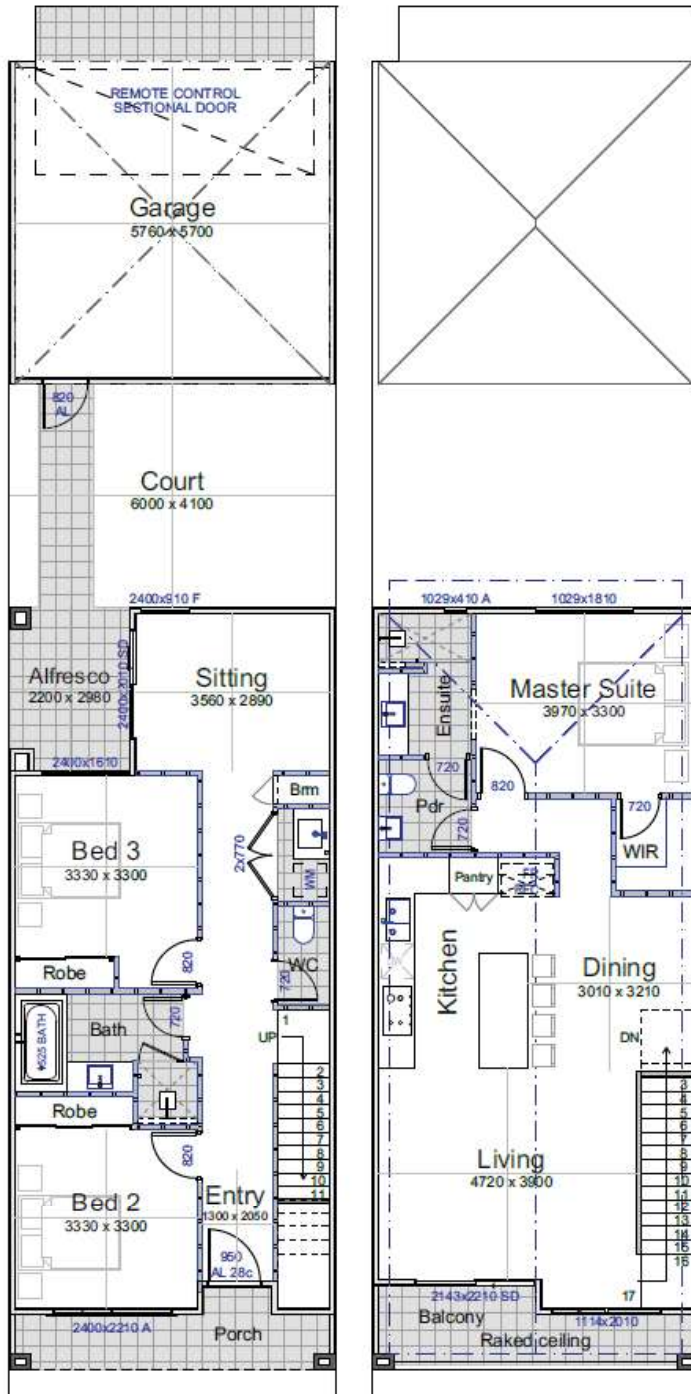 REMOTE CONTROL
SECTIONAL DOOR
Garage
5760 x 5700
820
AL
Court
6000 x 4100
2400x910 F
Alfresco
2200 x 2980
2400x2010 SD
Sitting
3560 x 2890
2400x1610
Brm
Bed 3
3330 x 3300
2x770
WM
WC
720
820
Robe
Bath
720
1525 BATH
UP
1
2
3
4
5
6
7
8
9
10
11
Robe
820
Bed 2
3330 x 3300
Entry
1300 x 2050
950
AL 28c
2400x2210 A
Porch
1029x410 A
1029x1810
Ensuite
Master Suite
3970 x 3300
720
820
Pdr
720
720
WIR
Pantry
Kitchen
Dining
3010 x 3210
DN
3
4
5
6
7
8
9
10
11
12
13
14
15
16
17
Living
4720 x 3900
2143x2210 SD
Balcony
1114x2010
Raked ceiling